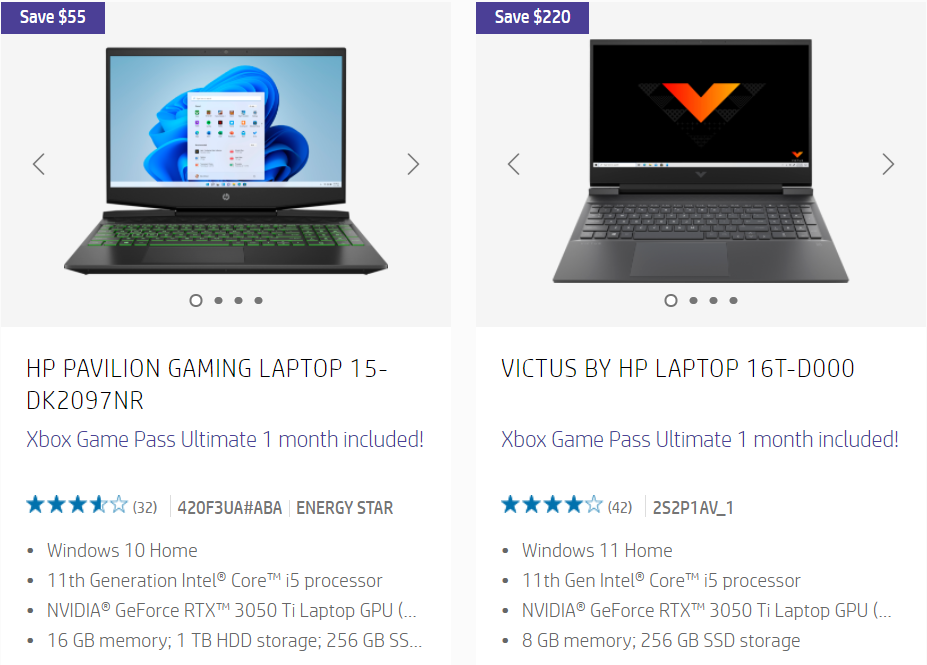 Save $55
HP PAVILION GAMING LAPTOP 15-
DK2097NR
Xbox Game Pass Ultimate 1 month included!
(32) 420F3UA#ABA ENERGY STAR
• Windows 10 Home
• 11th Generation Intel® Core™ i5 processor
• NVIDIA® GeForce RTX™ 3050 Ti Laptop GPU (...
• 16 GB memory; 1 TB HDD storage; 256 GB SS...
Save $220
VICTUS BY HP LAPTOP 16T-D000
Xbox Game Pass Ultimate 1 month included!
(42) 2S2P1AV_1
• Windows 11 Home
• 11th Gen Intel® Core™ i5 processor
• NVIDIA® GeForce RTX™ 3050 Ti Laptop GPU (...
• 8 GB memory; 256 GB SSD storage